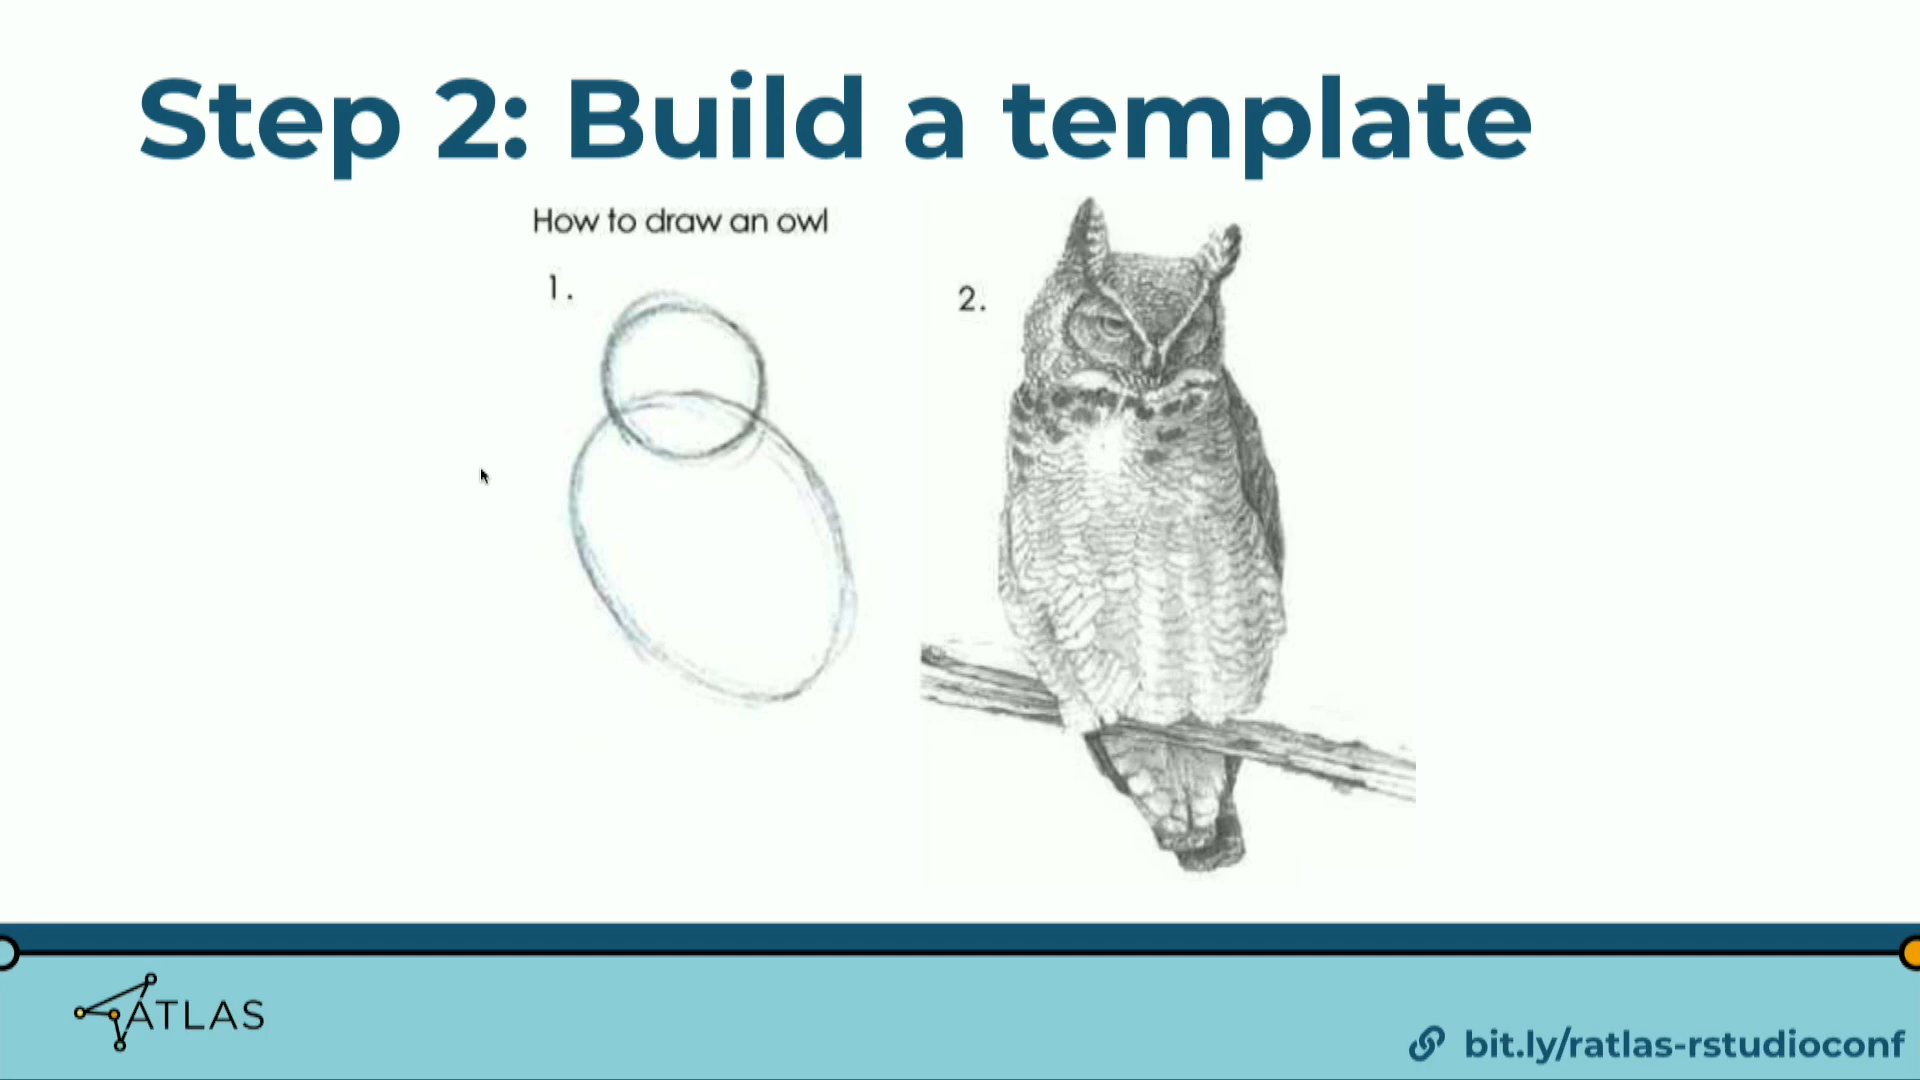 Step 2: Build a template
How to draw an owl
1.
2.
ATLAS
bit.ly/ratlas-rstudioconf